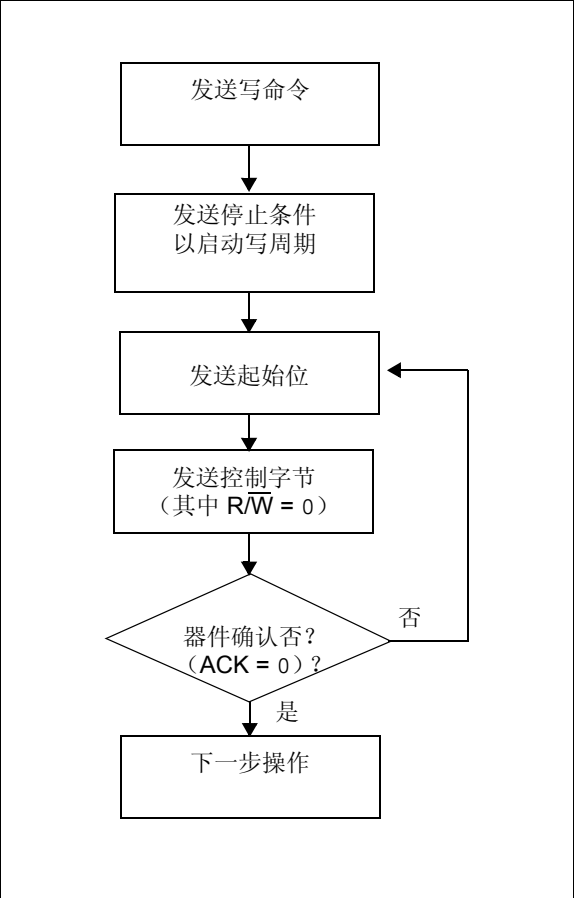 发送写命令
发送停止条件
以启动写周期
发送起始位
发送控制字节
（其中 R/W̅ = 0）
器件确认否？
（ACK = 0）？
否
是
下一步操作